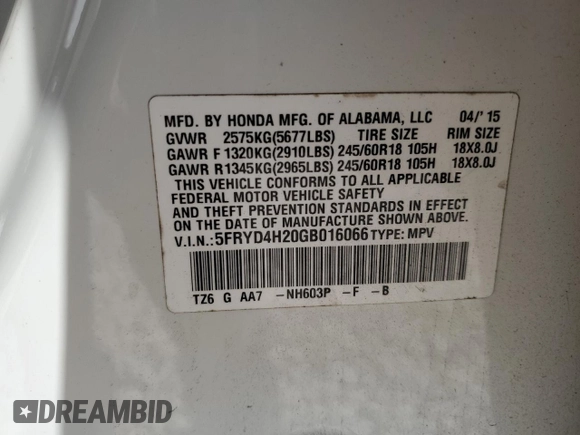 MFD. BY HONDA MFG. OF ALABAMA, LLC 04/'15
GVWR 2575KG(5677LBS) TIRE SIZE RIM SIZE
GAWR F 1320KG(2910LBS) 245/60R18 105H 18X8.0J
GAWR R1345KG(2965LBS) 245/60R18 105H 18X8.0J
THIS VEHICLE CONFORMS TO ALL APPLICABLE
FEDERAL MOTOR VEHICLE SAFETY, BUMPER,
AND THEFT PREVENTION STANDARDS IN EFFECT
ON THE DATE OF MANUFACTURE SHOWN ABOVE.
V.I.N.:5FRYD4H20GB016066 TYPE: MPV
TZ6 G AA7 -NH603P -F -B
DREAMBID